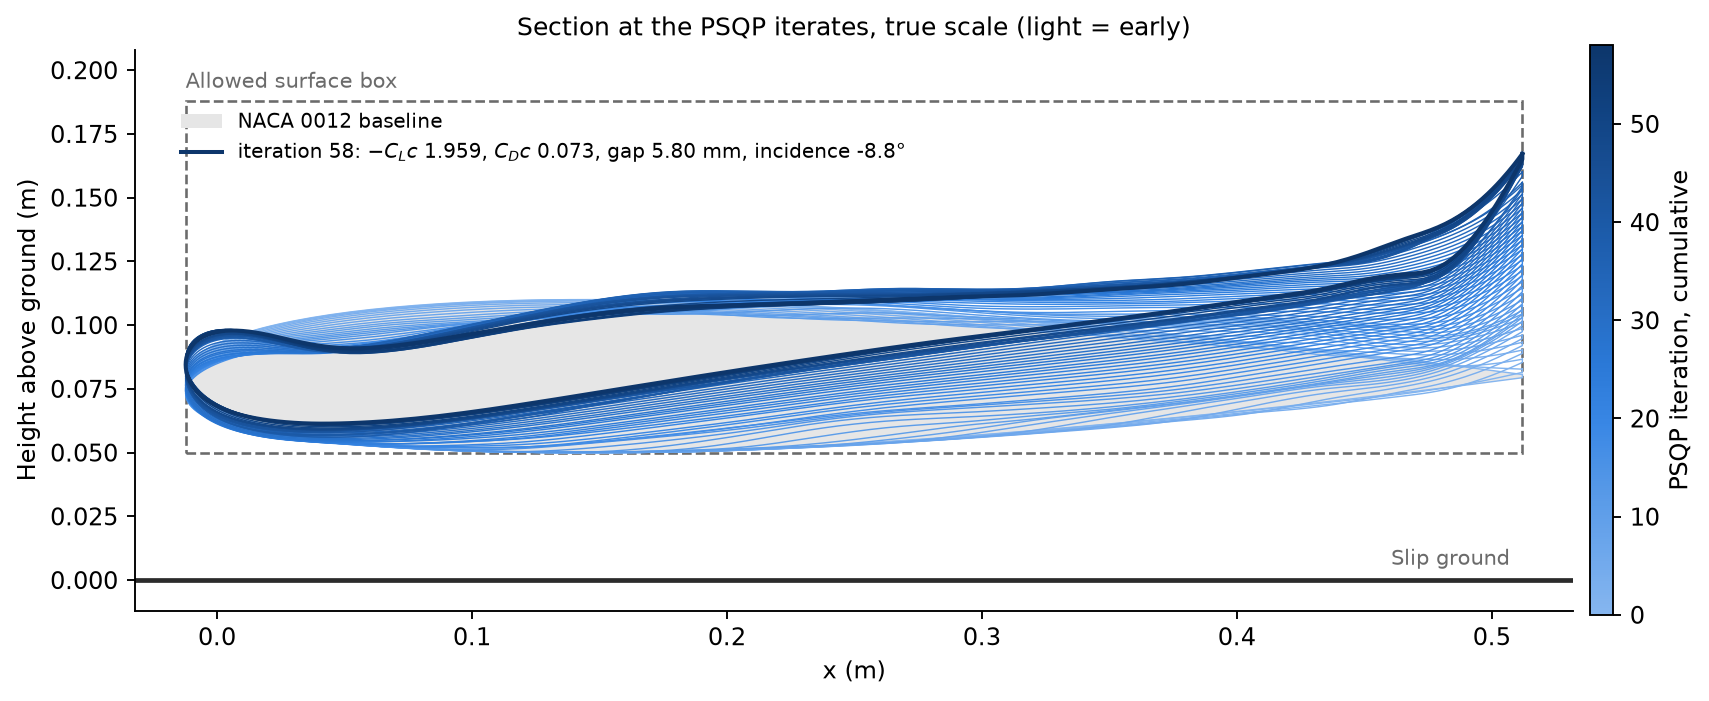 Section at the PSQP iterates, true scale (light = early)
Allowed surface box
NACA 0012 baseline
iteration 58: −C_L c 1.959, C_D c 0.073, gap 5.80 mm, incidence -8.8°
Slip ground
Height above ground (m)
0.200
0.175
0.150
0.125
0.100
0.075
0.050
0.025
0.000
0.0
0.1
0.2
0.3
0.4
0.5
x (m)
50
40
30
20
10
0
PSQP iteration, cumulative